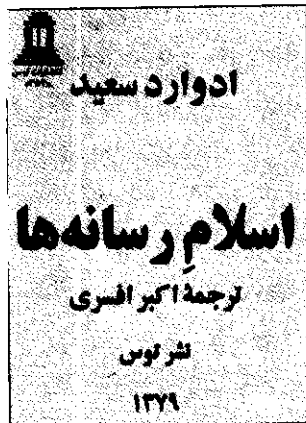 ادوارد سعید
اسلامِ رسانه‌ها
ترجمهٔ اکبر افسری
نشر توس
۱۳۷۹